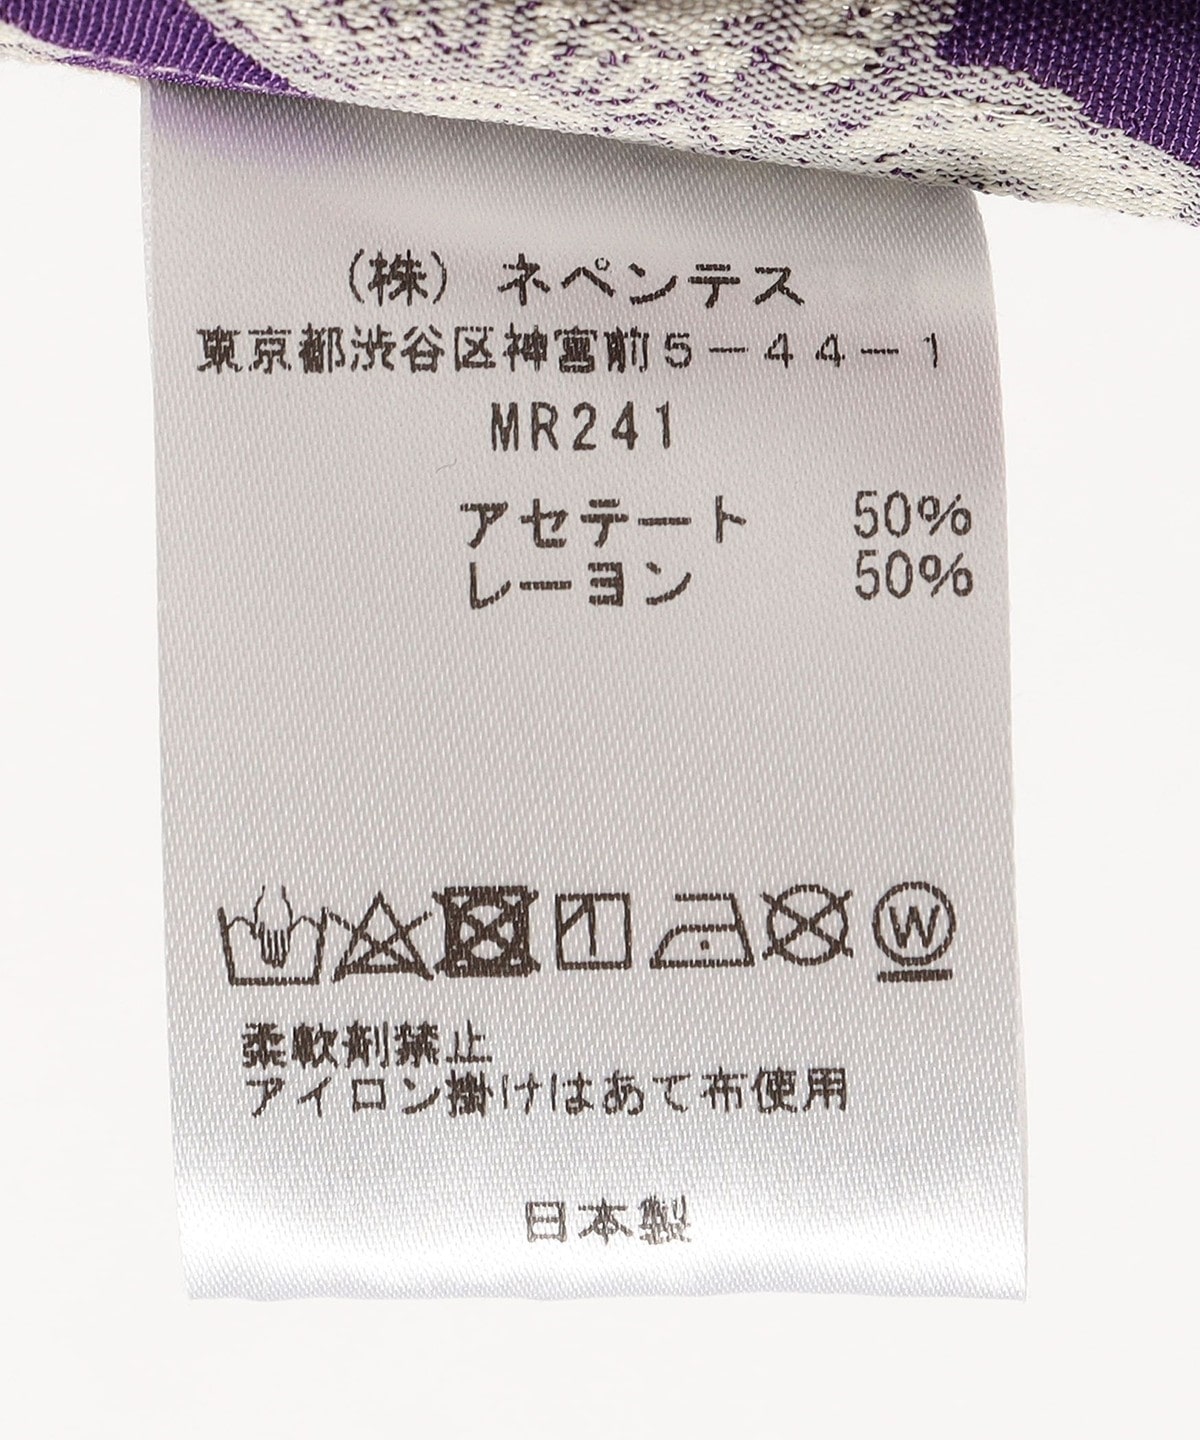 (株) ネペンテス
東京都渋谷区神宮前5-44-1
MR241
アセテート 50%
レーヨン 50%
W
柔軟剤禁止
アイロン掛けはあて布使用
日本製